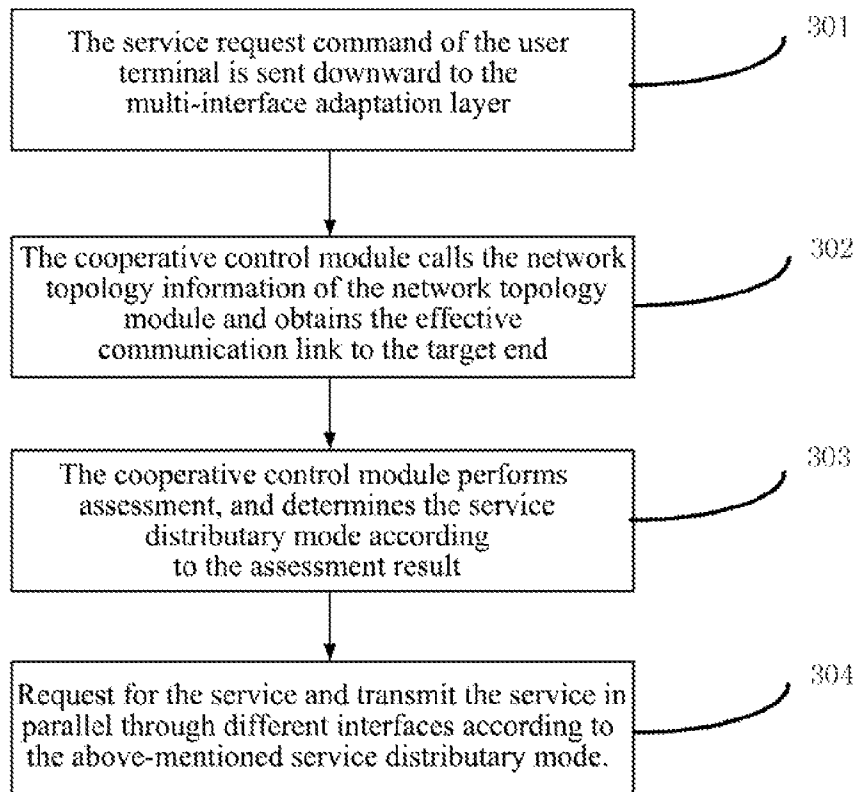 The service request command of the user
terminal is sent downward to the
multi-interface adaptation layer
301
The cooperative control module calls the network
topology information of the network topology
module and obtains the effective
communication link to the target end
302
The cooperative control module performs
assessment, and determines the service
distributary mode according
to the assessment result
303
Request for the service and transmit the service in
parallel through different interfaces according to
the above-mentioned service distributary mode.
304